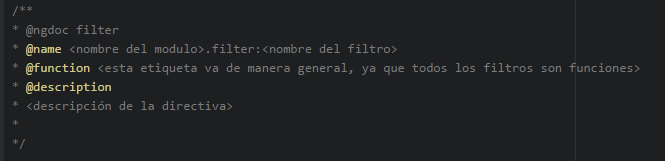 /**
* @ngdoc filter
* @name <nombre del modulo>.filter:<nombre del filtro>
* @function <esta etiqueta va de manera general, ya que todos los filtros son funciones>
* @description
* <descripción de la directiva>
*
*/